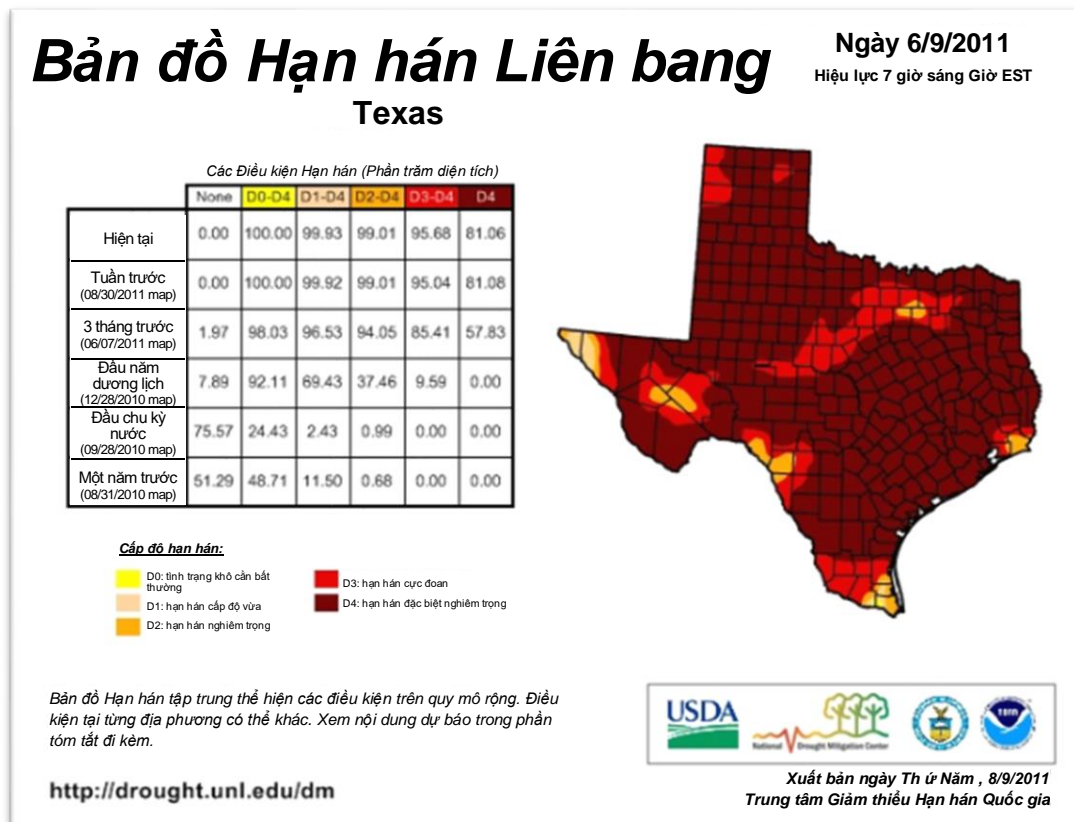 Bản đồ Hạn hán Liên bang
Texas
Ngày 6/9/2011
Hiệu lực 7 giờ sáng Giờ EST
Các Điều kiện Hạn hán (Phần trăm diện tích)
None D0-D4 D1-D4 D2-D4 D3-D4 D4
Hiện tại 0.00 100.00 99.93 99.01 95.68 81.06
Tuần trước
(08/30/2011 map) 0.00 100.00 99.92 99.01 95.04 81.08
3 tháng trước
(06/07/2011 map) 1.97 98.03 96.53 94.05 85.41 57.83
Đầu năm
dương lịch
(12/28/2010 map) 7.89 92.11 69.43 37.46 9.59 0.00
Đầu chu kỳ
nước
(09/28/2010 map) 75.57 24.43 2.43 0.99 0.00 0.00
Một năm trước
(08/31/2010 map) 51.29 48.71 11.50 0.68 0.00 0.00
Cấp đô han hán:
D0: tình trạng khô cằn bất
thường
D1: hạn hán cấp độ vừa
D2: hạn hán nghiêm trọng
D3: hạn hán cực đoan
D4: hạn hán đặc biệt nghiêm trọng
Bản đồ Hạn hán tập trung thể hiện các điều kiện trên quy mô rộng. Điều
kiện tại từng địa phương có thể khác. Xem nội dung dự báo trong phần
tóm tắt đi kèm.
http://drought.unl.edu/dm
USDA
National Drought Mitigation Center
Xuất bản ngày Th ứ Năm , 8/9/2011
Trung tâm Giảm thiểu Hạn hán Quốc gia